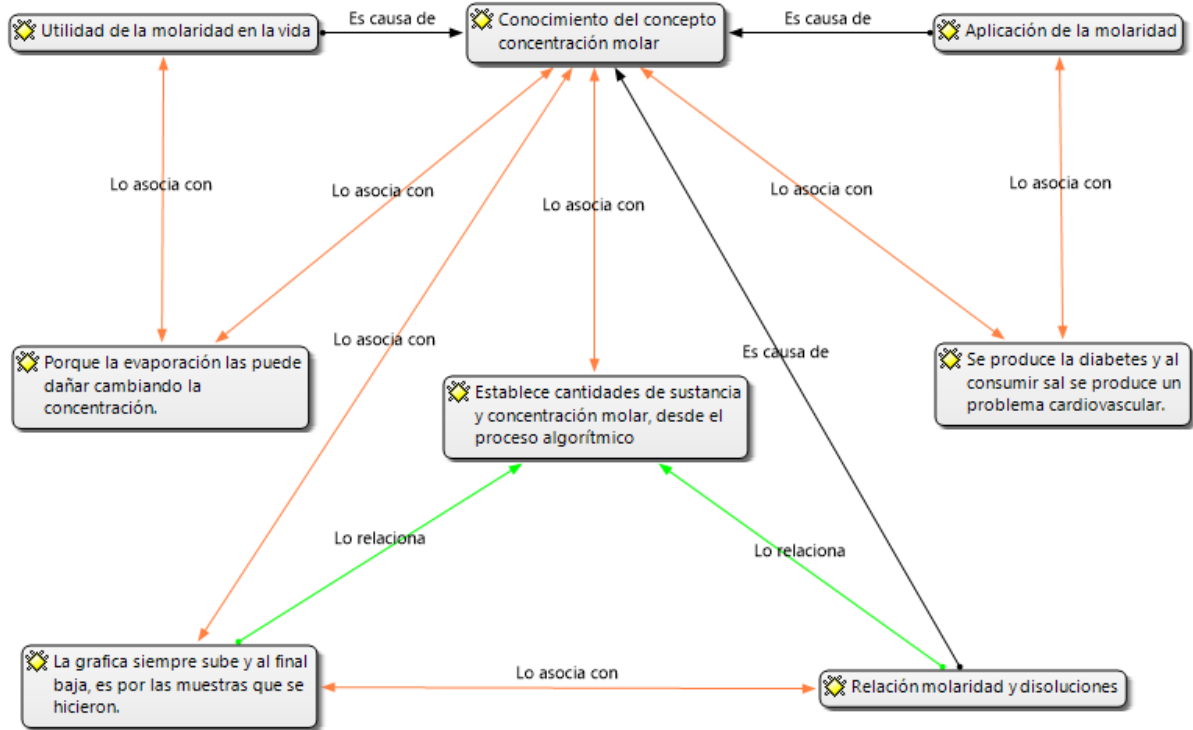 Es causa de
Utilidad de la molaridad en la vida
Conocimiento del concepto
concentración molar
Es causa de
Aplicación de la molaridad
Lo asocia con
Lo asocia con
Lo asocia con
Lo asocia con
Lo asocia con
Lo asocia con
Es causa de
Porque la evaporación las puede
dañar cambiando la
concentración.
Establece cantidades de sustancia
y concentración molar, desde el
proceso algorítmico
Se produce la diabetes y al
consumir sal se produce un
problema cardiovascular.
Lo relaciona
Lo relaciona
La grafica siempre sube y al final
baja, es por las muestras que se
hicieron.
Lo asocia con
Relación molaridad y disoluciones